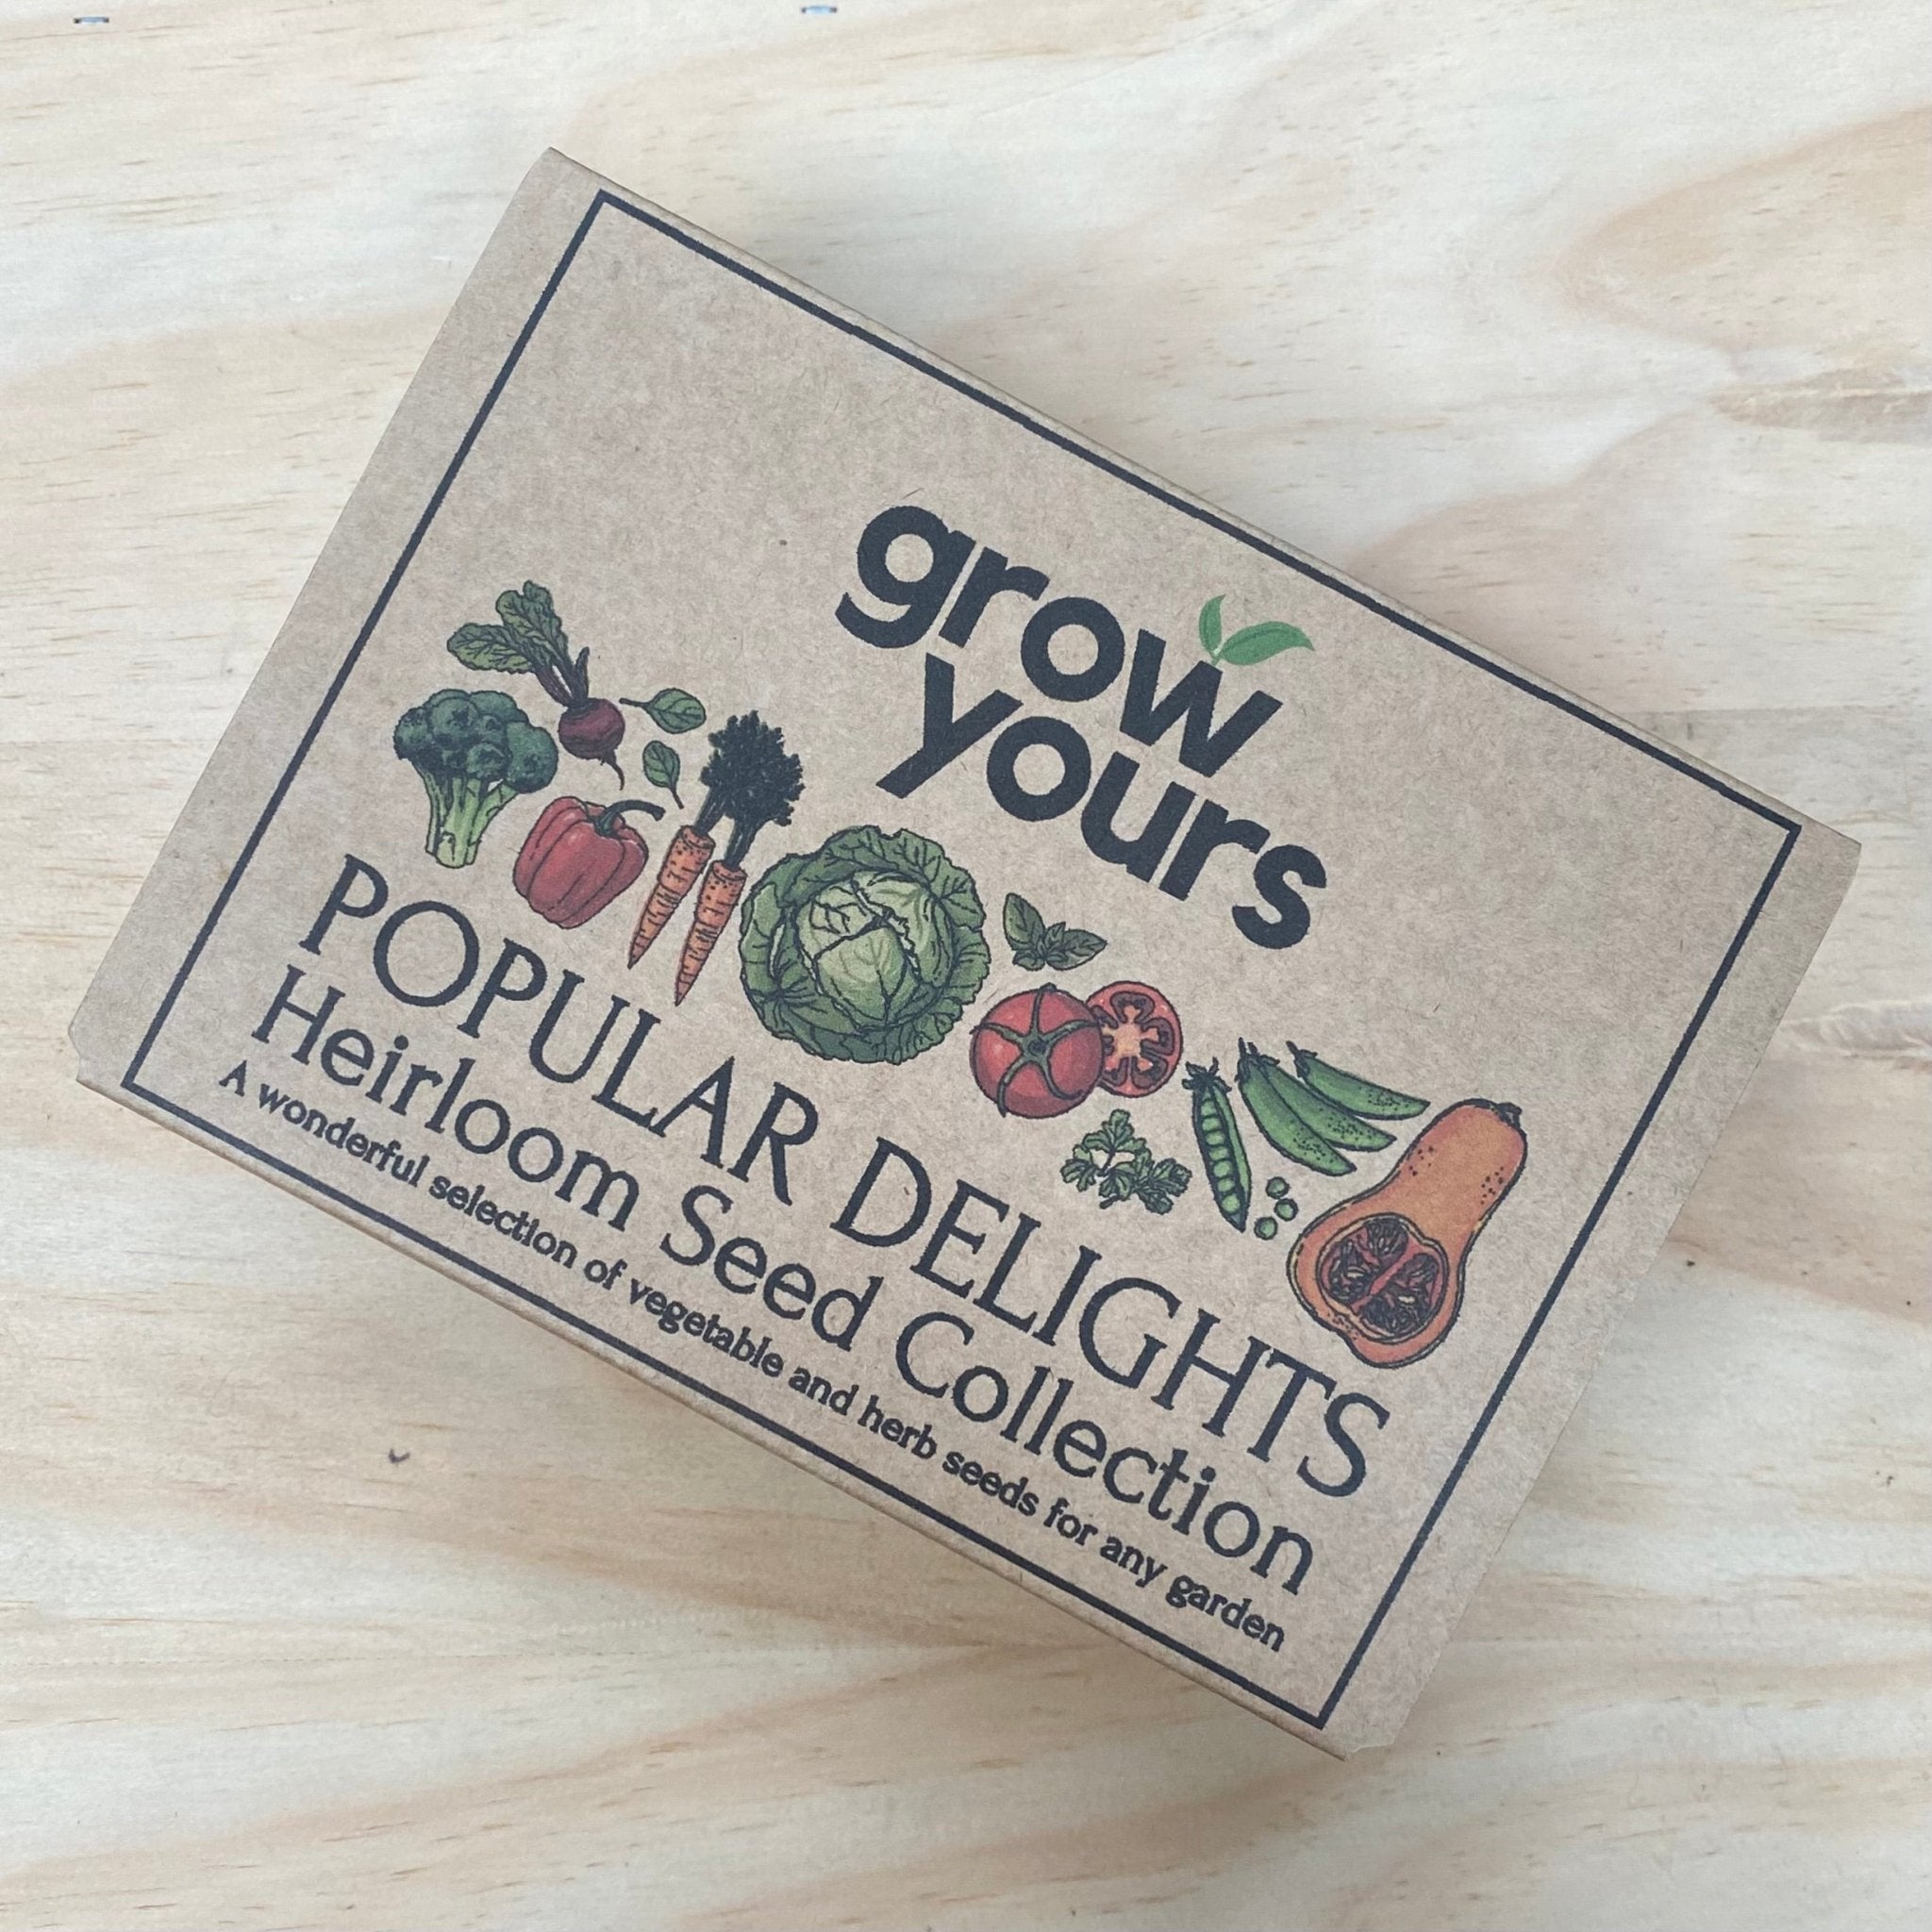 grow
yours
POPULAR DELIGHTS
Heirloom Seed Collection
A wonderful selection of vegetable and herb seeds for any garden